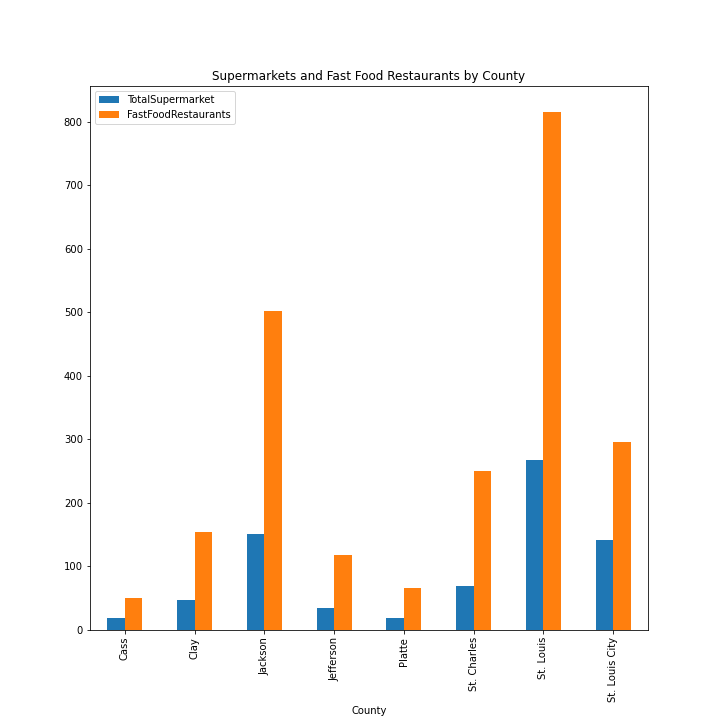 Supermarkets and Fast Food Restaurants by County
TotalSupermarket
FastFoodRestaurants
800
700
600
500
400
300
200
100
0
Cass
Clay
Jackson
Jefferson
Platte
St. Charles
St. Louis
St. Louis City
County